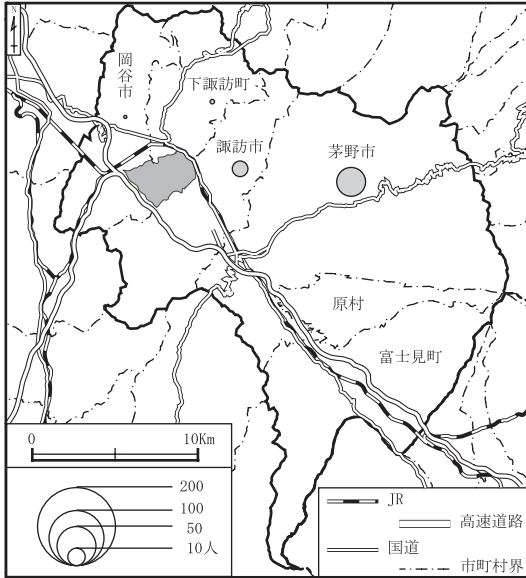 N
岡谷市
下諏訪町
諏訪市
茅野市
原村
富士見町
0 10Km
200
100
50
10人
JR
高速道路
国道
市町村界